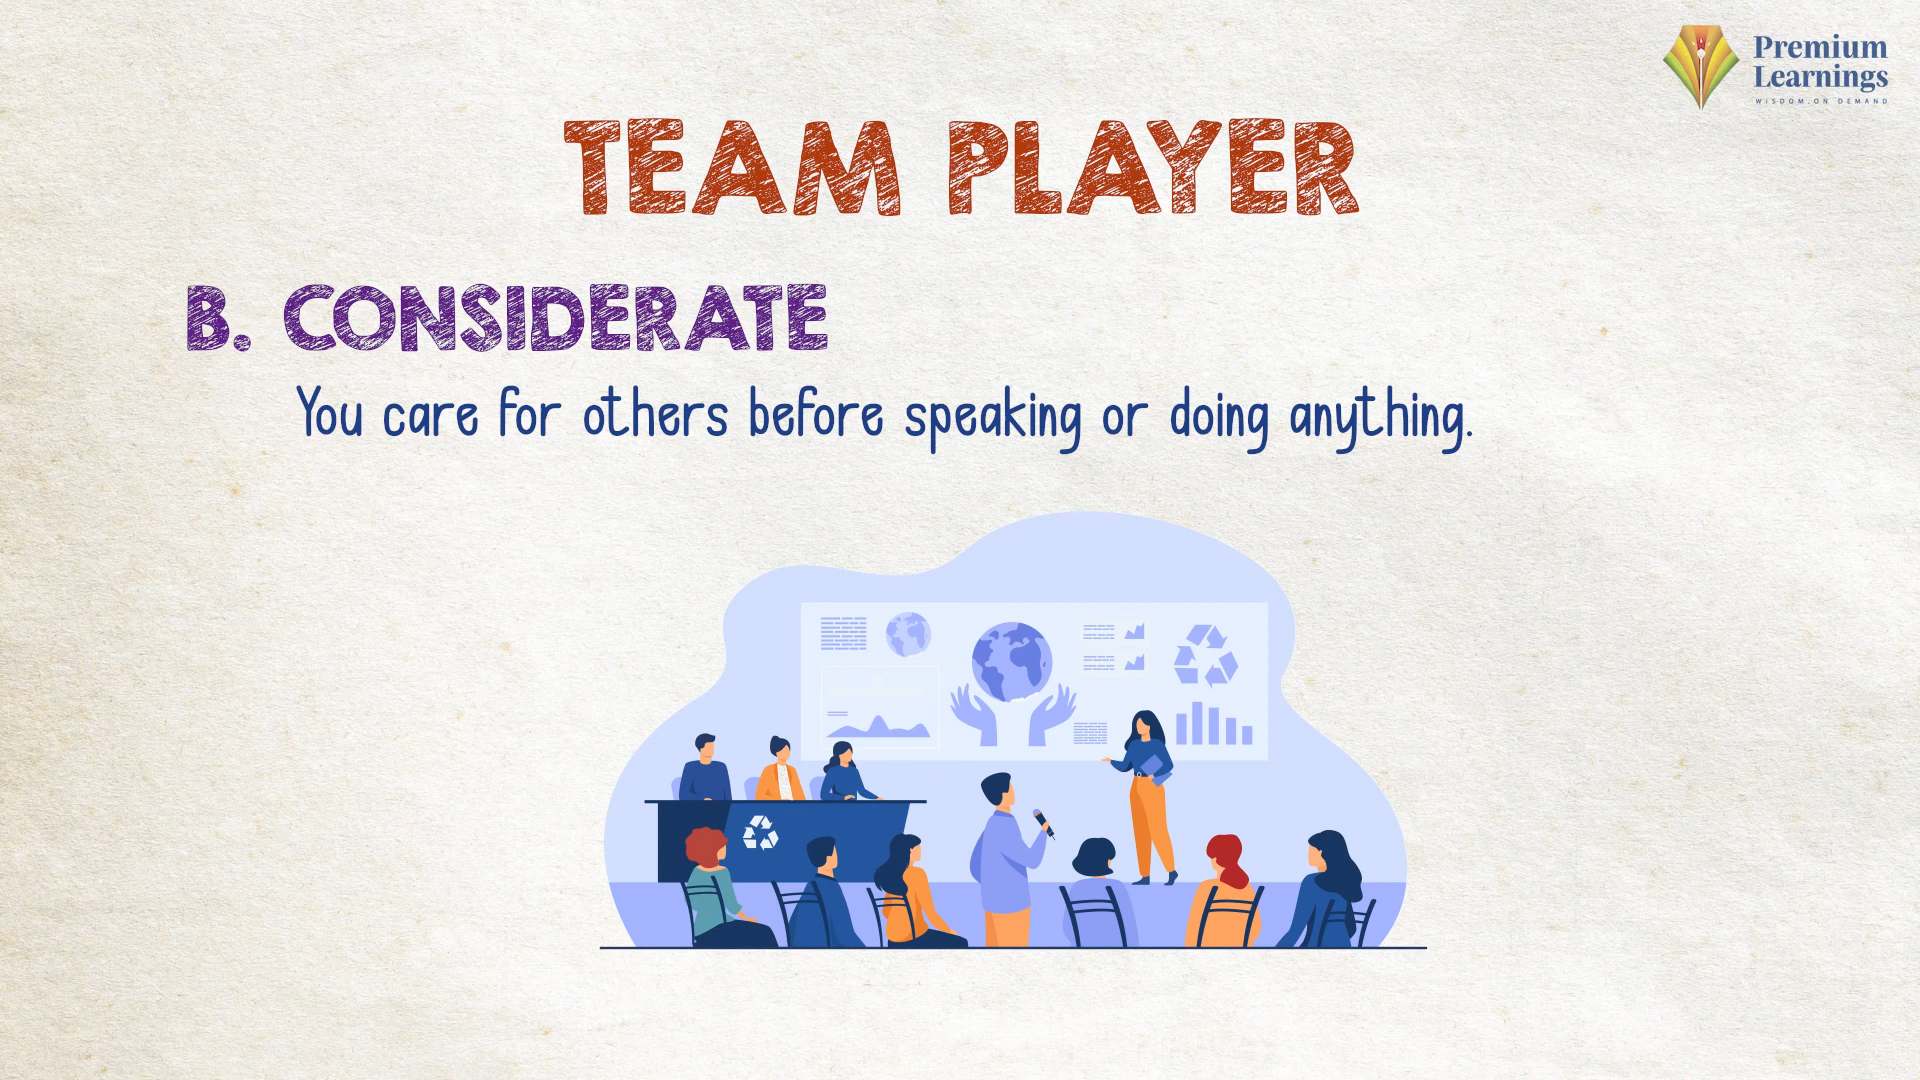 Premium
Learnings
WISDOM.ON DEMAND
TEAM PLAYER
B. CONSIDERATE
You care for others before speaking or doing anything.